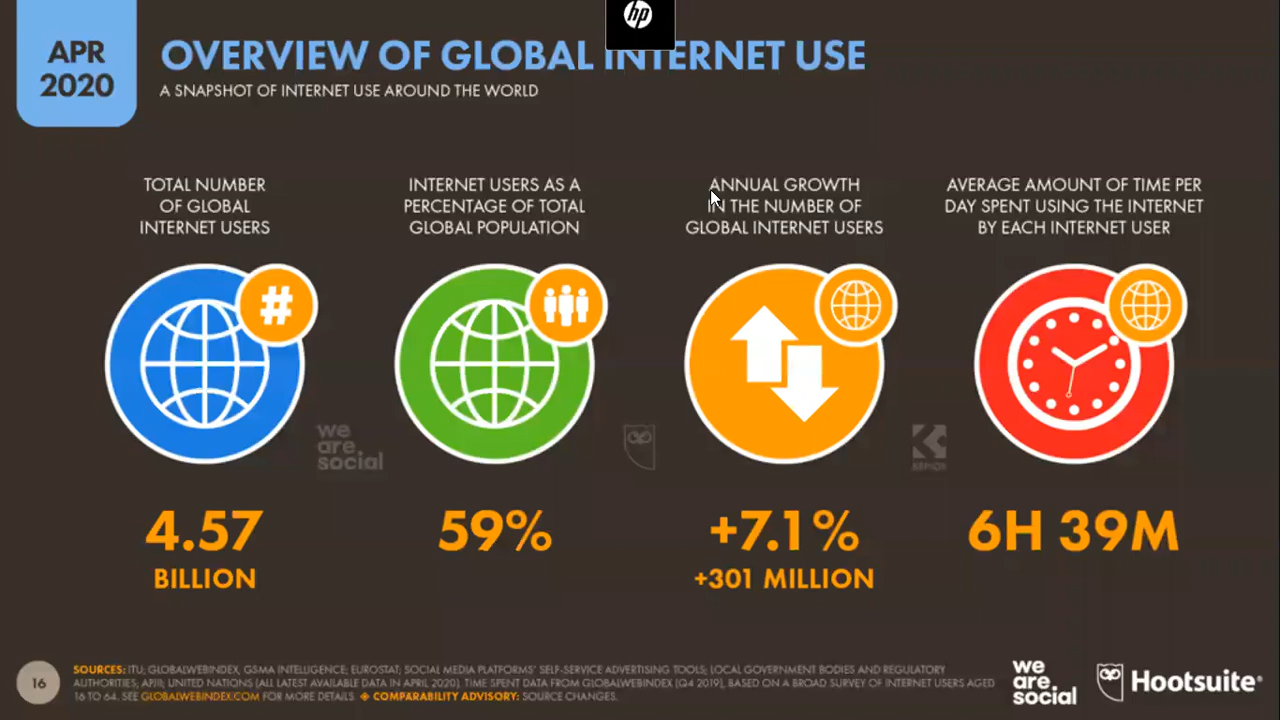 hp
APR
2020
OVERVIEW OF GLOBAL INTERNET USE
A SNAPSHOT OF INTERNET USE AROUND THE WORLD
TOTAL NUMBER
OF GLOBAL
INTERNET USERS
INTERNET USERS AS A
PERCENTAGE OF TOTAL
GLOBAL POPULATION
ANNUAL GROWTH
IN THE NUMBER OF
GLOBAL INTERNET USERS
AVERAGE AMOUNT OF TIME PER
DAY SPENT USING THE INTERNET
BY EACH INTERNET USER
#
we
are
social
KEPIOS
4.57
BILLION
59%
+7.1%
+301 MILLION
6H 39M
16
SOURCES: ITU; GLOBALWEBINDEX, GSMA INTELLIGENCE; EUROSTAT; SOCIAL MEDIA PLATFORMS' SELF-SERVICE ADVERTISING TOOLS; LOCAL GOVERNMENT BODIES AND REGULATORY
AUTHORITIES; APJII; UNITED NATIONS (ALL LATEST AVAILABLE DATA IN APRIL 2020). TIME SPENT DATA FROM GLOBALWEBINDEX (Q4 2019), BASED ON A BROAD SURVEY OF INTERNET USERS AGED
16 TO 64. SEE GLOBALWEBINDEX.COM FOR MORE DETAILS. ◆ COMPARABILITY ADVISORY: SOURCE CHANGES.
we
are
social
Hootsuite®